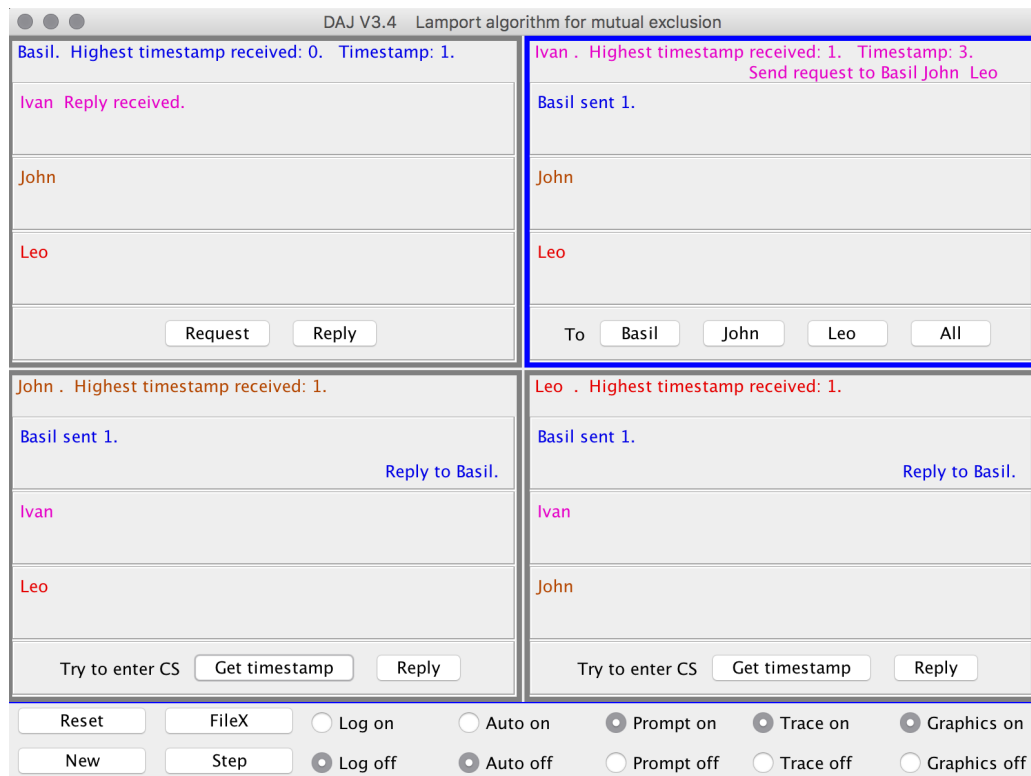 DAJ V3.4    Lamport algorithm for mutual exclusion
Basil.  Highest timestamp received: 0.   Timestamp: 1.
Ivan  Reply received.
John
Leo
Request Reply
Ivan .  Highest timestamp received: 1.   Timestamp: 3.
Send request to Basil John  Leo
Basil sent 1.
John
Leo
To Basil John Leo All
John .  Highest timestamp received: 1.
Basil sent 1.
Reply to Basil.
Ivan
Leo
Try to enter CS Get timestamp Reply
Leo  .  Highest timestamp received: 1.
Basil sent 1.
Reply to Basil.
Ivan
John
Try to enter CS Get timestamp Reply
Reset FileX Log on Auto on Prompt on Trace on Graphics on
New Step Log off Auto off Prompt off Trace off Graphics off